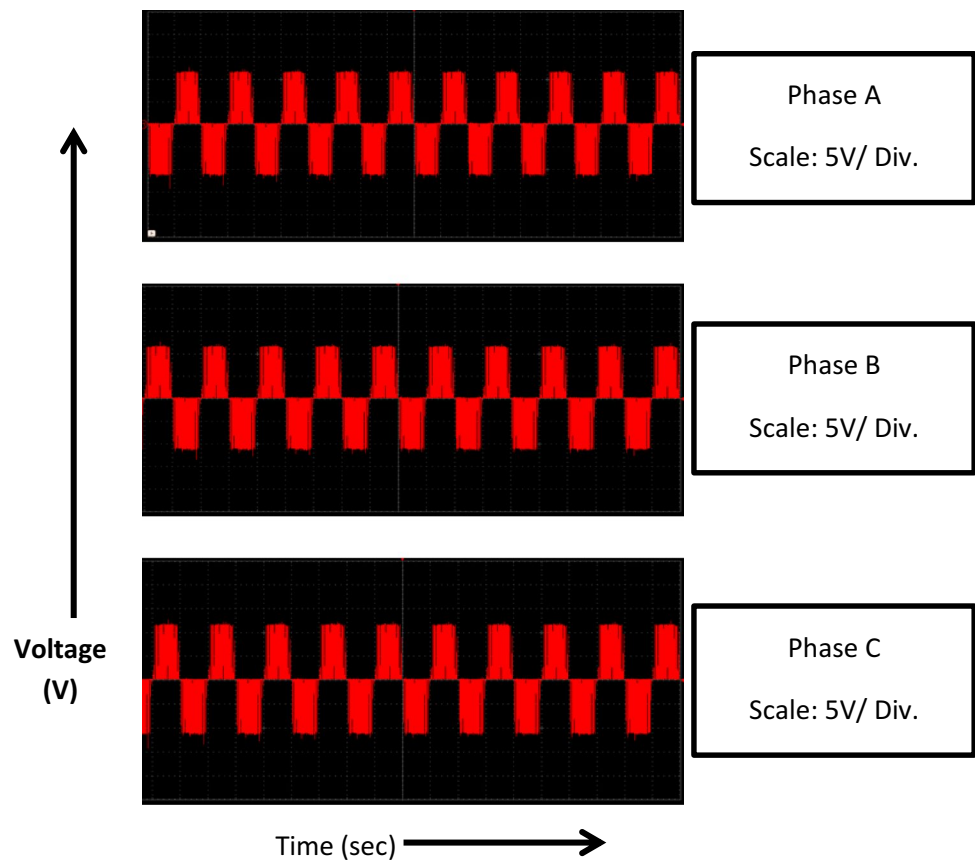 Phase A
Scale: 5V/ Div.
Phase B
Scale: 5V/ Div.
Voltage
(V)
Phase C
Scale: 5V/ Div.
Time (sec)